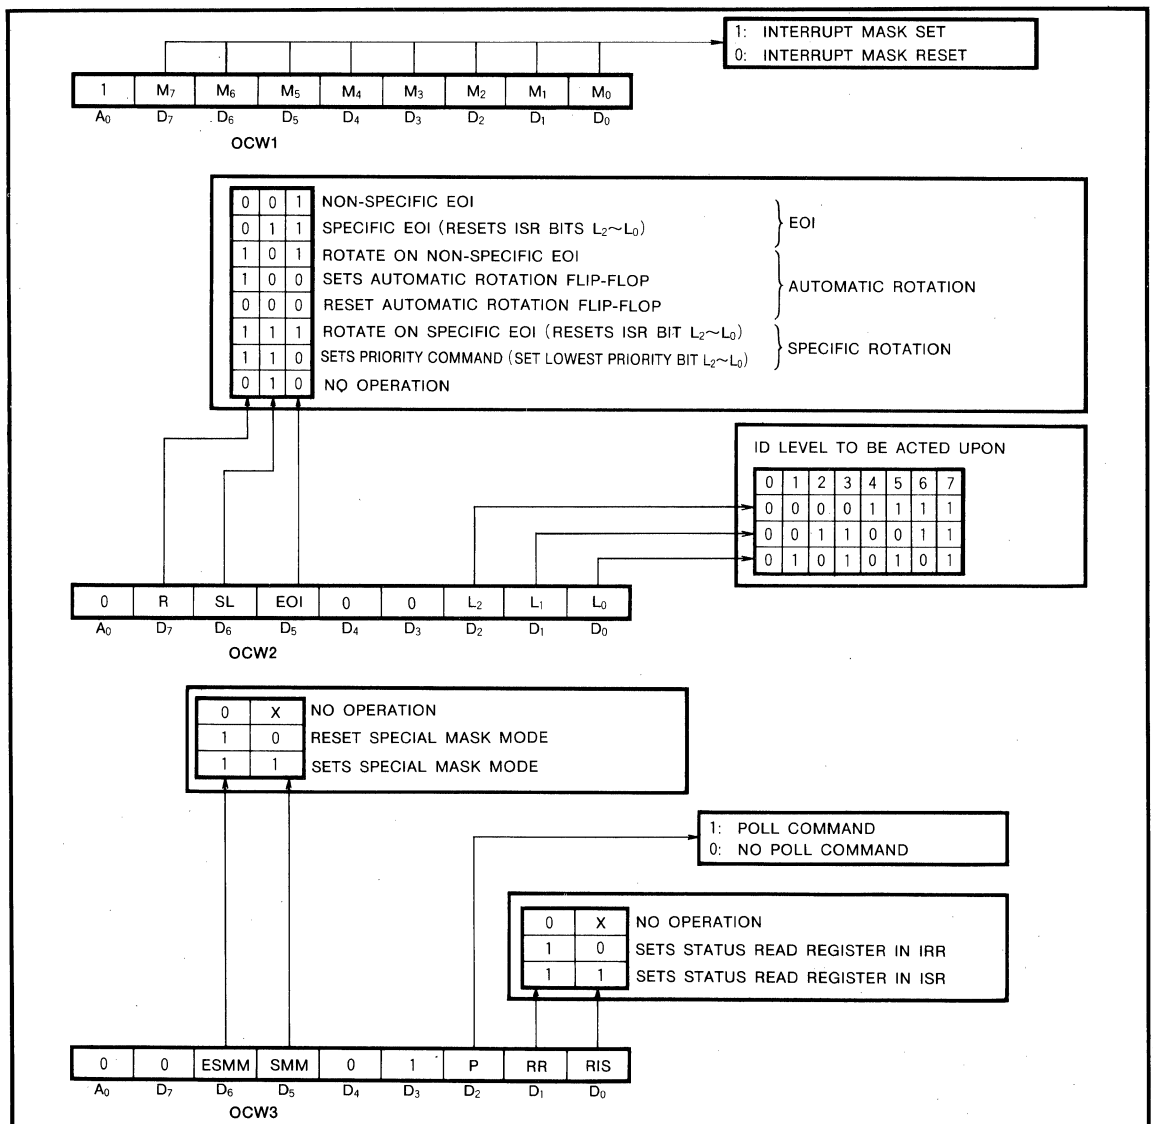 1: INTERRUPT MASK SET
0: INTERRUPT MASK RESET
1 M₇ M₆ M₅ M₄ M₃ M₂ M₁ M₀
A₀ D₇ D₆ D₅ D₄ D₃ D₂ D₁ D₀
OCW1
0 0 1 NON-SPECIFIC EOI
0 1 1 SPECIFIC EOI (RESETS ISR BITS L₂~L₀)
EOI
1 0 1 ROTATE ON NON-SPECIFIC EOI
1 0 0 SETS AUTOMATIC ROTATION FLIP-FLOP
0 0 0 RESET AUTOMATIC ROTATION FLIP-FLOP
AUTOMATIC ROTATION
1 1 1 ROTATE ON SPECIFIC EOI (RESETS ISR BIT L₂~L₀)
1 1 0 SETS PRIORITY COMMAND (SET LOWEST PRIORITY BIT L₂~L₀)
SPECIFIC ROTATION
0 1 0 NO OPERATION
ID LEVEL TO BE ACTED UPON
0 1 2 3 4 5 6 7
0 0 0 0 1 1 1 1
0 0 1 1 0 0 1 1
0 1 0 1 0 1 0 1
0 R SL EOI 0 0 L₂ L₁ L₀
A₀ D₇ D₆ D₅ D₄ D₃ D₂ D₁ D₀
OCW2
0 X NO OPERATION
1 0 RESET SPECIAL MASK MODE
1 1 SETS SPECIAL MASK MODE
1: POLL COMMAND
0: NO POLL COMMAND
0 X NO OPERATION
1 0 SETS STATUS READ REGISTER IN IRR
1 1 SETS STATUS READ REGISTER IN ISR
0 0 ESMM SMM 0 1 P RR RIS
A₀ D₇ D₆ D₅ D₄ D₃ D₂ D₁ D₀
OCW3